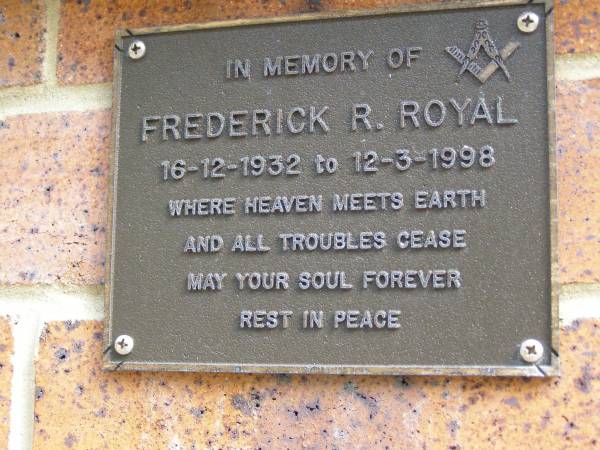 IN MEMORY OF
FREDERICK R. ROYAL
16-12-1932 to 12-3-1998
WHERE HEAVEN MEETS EARTH
AND ALL TROUBLES CEASE
MAY YOUR SOUL FOREVER
REST IN PEACE